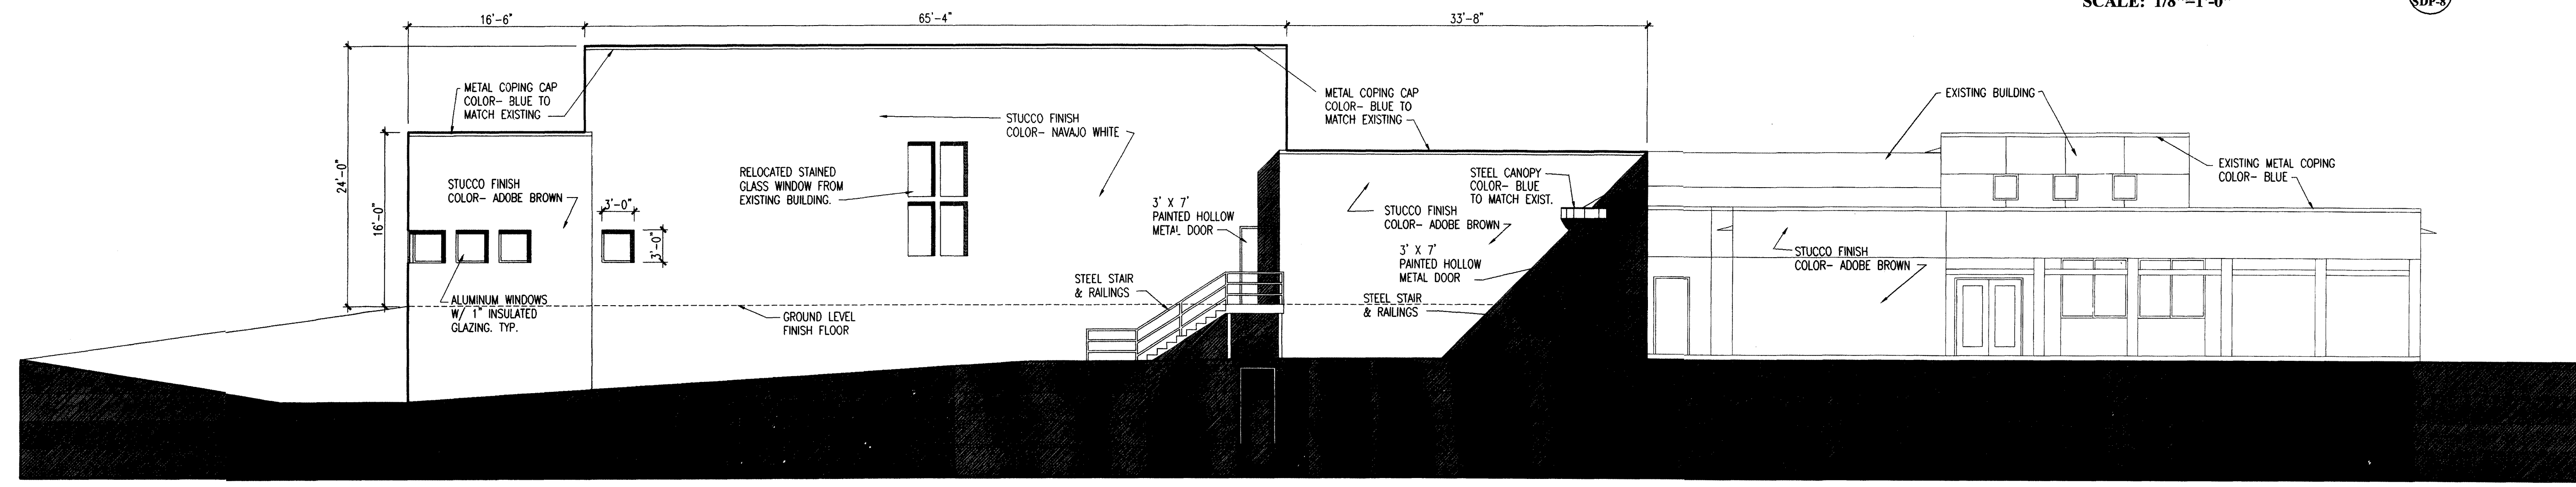 SCALE: 1/8"=1'-0"
SDP-8
16'-6"
65'-4"
33'-8"
METAL COPING CAP
COLOR- BLUE TO
MATCH EXISTING
METAL COPING CAP
COLOR- BLUE TO
MATCH EXISTING
EXISTING BUILDING
24'-0"
16'-0"
STUCCO FINISH
COLOR- NAVAJO WHITE
EXISTING METAL COPING
COLOR- BLUE
RELOCATED STAINED
GLASS WINDOW FROM
EXISTING BUILDING.
STEEL CANOPY
COLOR- BLUE
TO MATCH EXIST.
STUCCO FINISH
COLOR- ADOBE BROWN
3'-0"
3'-0"
3' X 7'
PAINTED HOLLOW
METAL DOOR
STUCCO FINISH
COLOR- ADOBE BROWN
3' X 7'
PAINTED HOLLOW
METAL DOOR
STUCCO FINISH
COLOR- ADOBE BROWN
STEEL STAIR
& RAILINGS
STEEL STAIR
& RAILINGS
ALUMINUM WINDOWS
W/ 1" INSULATED
GLAZING. TYP.
GROUND LEVEL
FINISH FLOOR